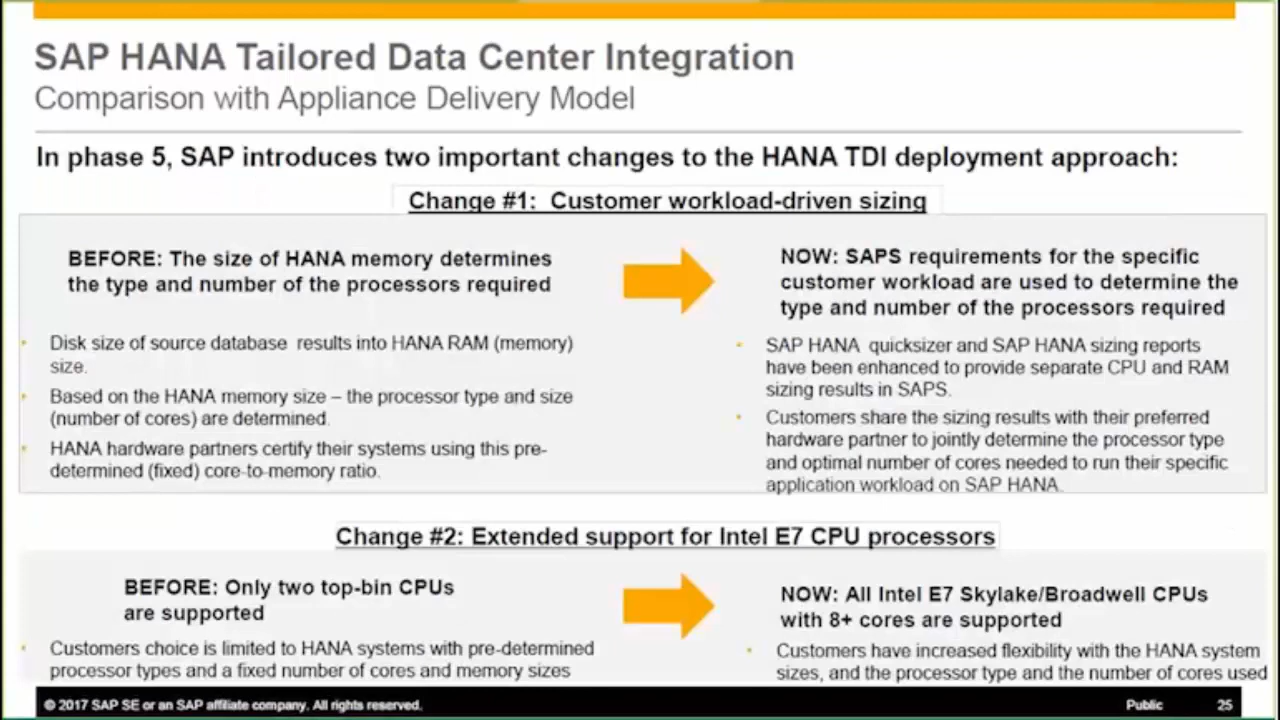 SAP HANA Tailored Data Center Integration
Comparison with Appliance Delivery Model
In phase 5, SAP introduces two important changes to the HANA TDI deployment approach:
Change #1: Customer workload-driven sizing
BEFORE: The size of HANA memory determines
the type and number of the processors required
Disk size of source database results into HANA RAM (memory)
size.
Based on the HANA memory size – the processor type and size
(number of cores) are determined.
HANA hardware partners certify their systems using this pre-
determined (fixed) core-to-memory ratio.
NOW: SAPS requirements for the specific
customer workload are used to determine the
type and number of the processors required
SAP HANA quicksizer and SAP HANA sizing reports
have been enhanced to provide separate CPU and RAM
sizing results in SAPS.
Customers share the sizing results with their preferred
hardware partner to jointly determine the processor type
and optimal number of cores needed to run their specific
application workload on SAP HANA.
Change #2: Extended support for Intel E7 CPU processors
BEFORE: Only two top-bin CPUs
are supported
Customers choice is limited to HANA systems with pre-determined
processor types and a fixed number of cores and memory sizes
NOW: All Intel E7 Skylake/Broadwell CPUs
with 8+ cores are supported
Customers have increased flexibility with the HANA system
sizes, and the processor type and the number of cores used
© 2017 SAP SE or an SAP affiliate company. All rights reserved.
Public
25